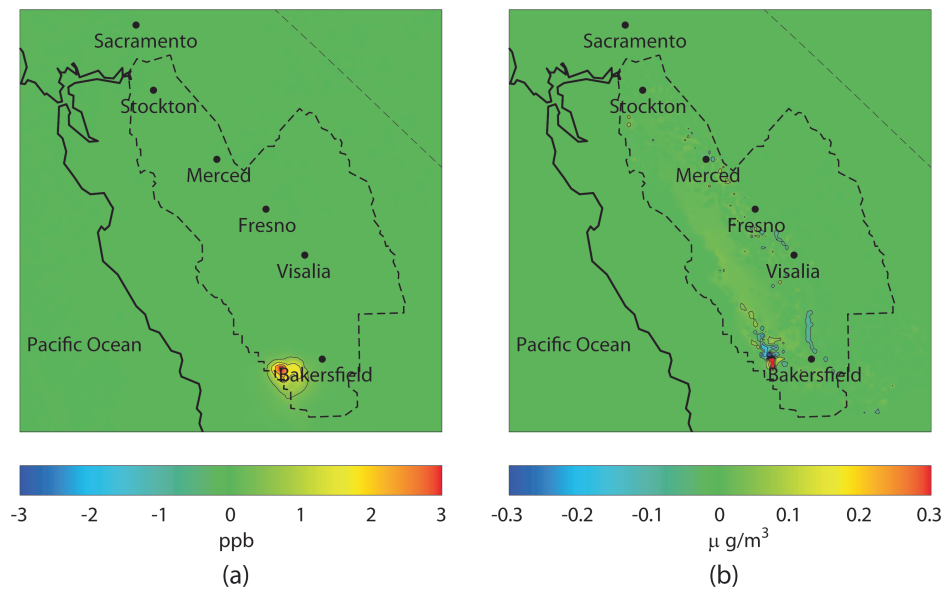 Sacramento
Stockton
Merced
Fresno
Visalia
Pacific Ocean
Bakersfield
-3 -2 -1 0 1 2 3
ppb
(a)
Sacramento
Stockton
Merced
Fresno
Visalia
Pacific Ocean
Bakersfield
-0.3 -0.2 -0.1 0 0.1 0.2 0.3
μ g/m³
(b)